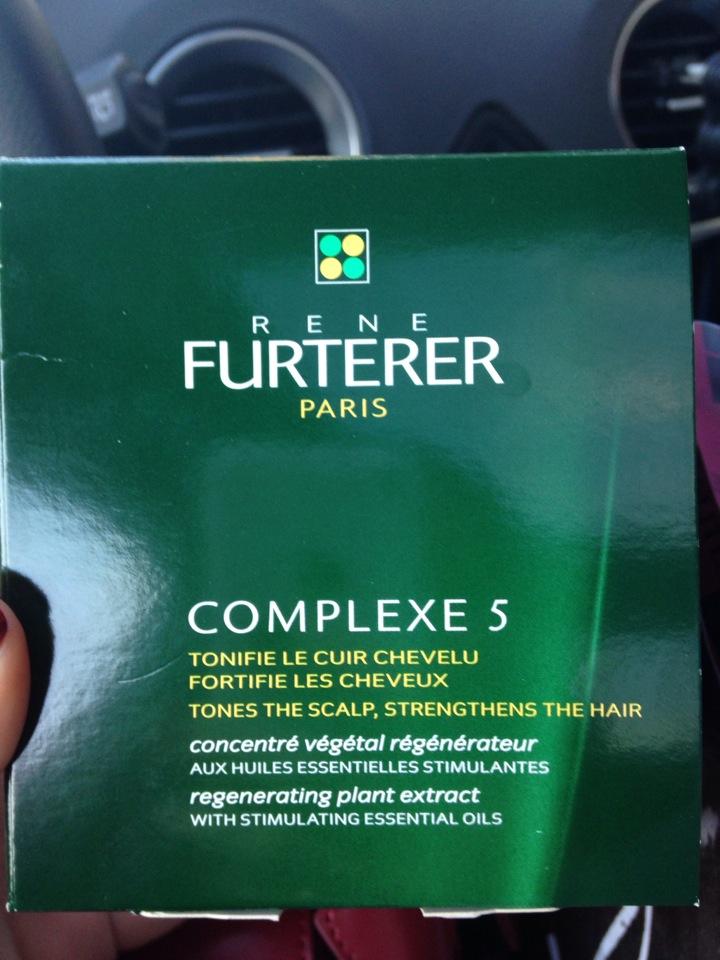 RENE
FURTERER
PARIS
COMPLEXE 5
TONIFIE LE CUIR CHEVELU
FORTIFIE LES CHEVEUX
TONES THE SCALP, STRENGTHENS THE HAIR
concentré végétal régénérateur
AUX HUILES ESSENTIELLES STIMULANTES
regenerating plant extract
WITH STIMULATING ESSENTIAL OILS